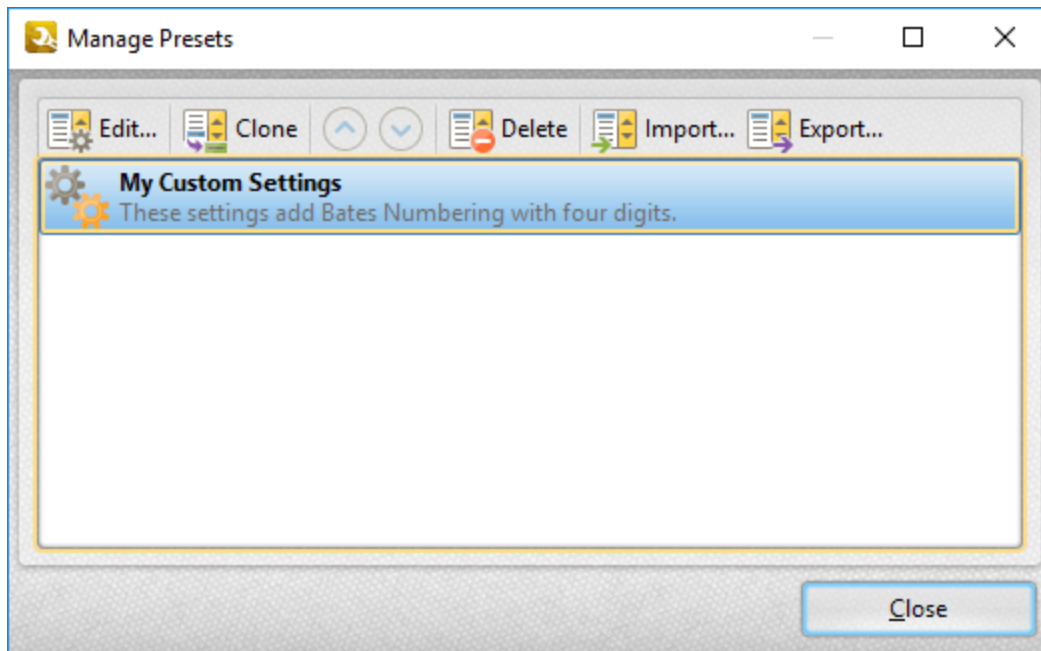 Manage Presets
Edit... Clone Delete Import... Export...
My Custom Settings
These settings add Bates Numbering with four digits.
Close